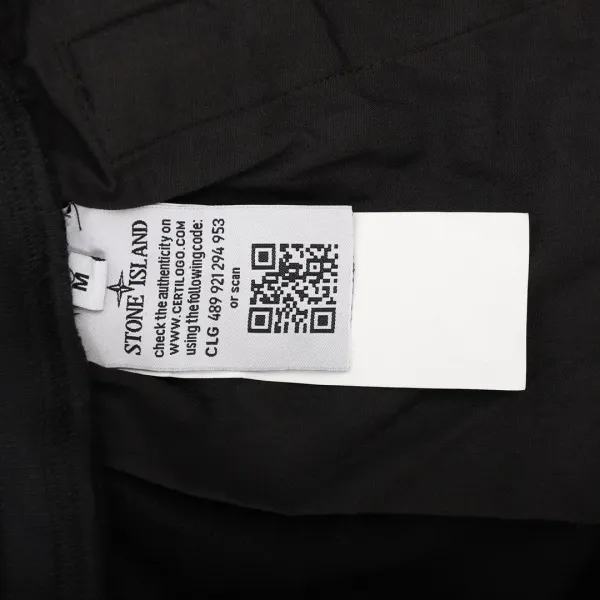 M
STONE ISLAND
check the authenticity on
WWW.CERTILOGO.COM
using the following code:
CLG 489 921 294 953
or scan